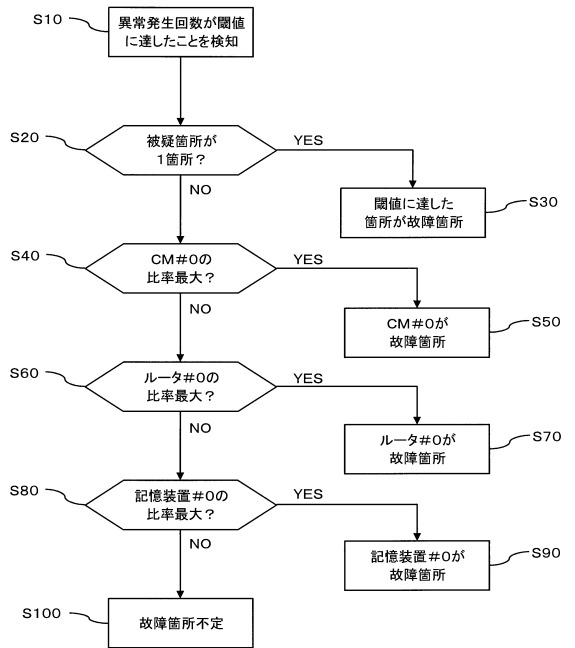 S10
異常発生回数が閾値
に達したことを検知
S20
被疑箇所が
1箇所？
YES
NO
閾値に達した
箇所が故障箇所
S30
S40
CM＃0の
比率最大？
YES
NO
CM＃0が
故障箇所
S50
S60
ルータ＃0の
比率最大？
YES
NO
ルータ＃0が
故障箇所
S70
S80
記憶装置＃0の
比率最大？
YES
NO
記憶装置＃0が
故障箇所
S90
S100
故障箇所不定